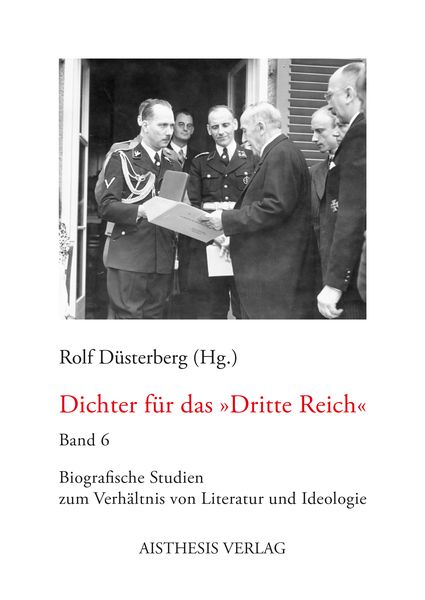 Rolf Düsterberg (Hg.)
Dichter für das »Dritte Reich«
Band 6
Biografische Studien
zum Verhältnis von Literatur und Ideologie
AISTHESIS VERLAG